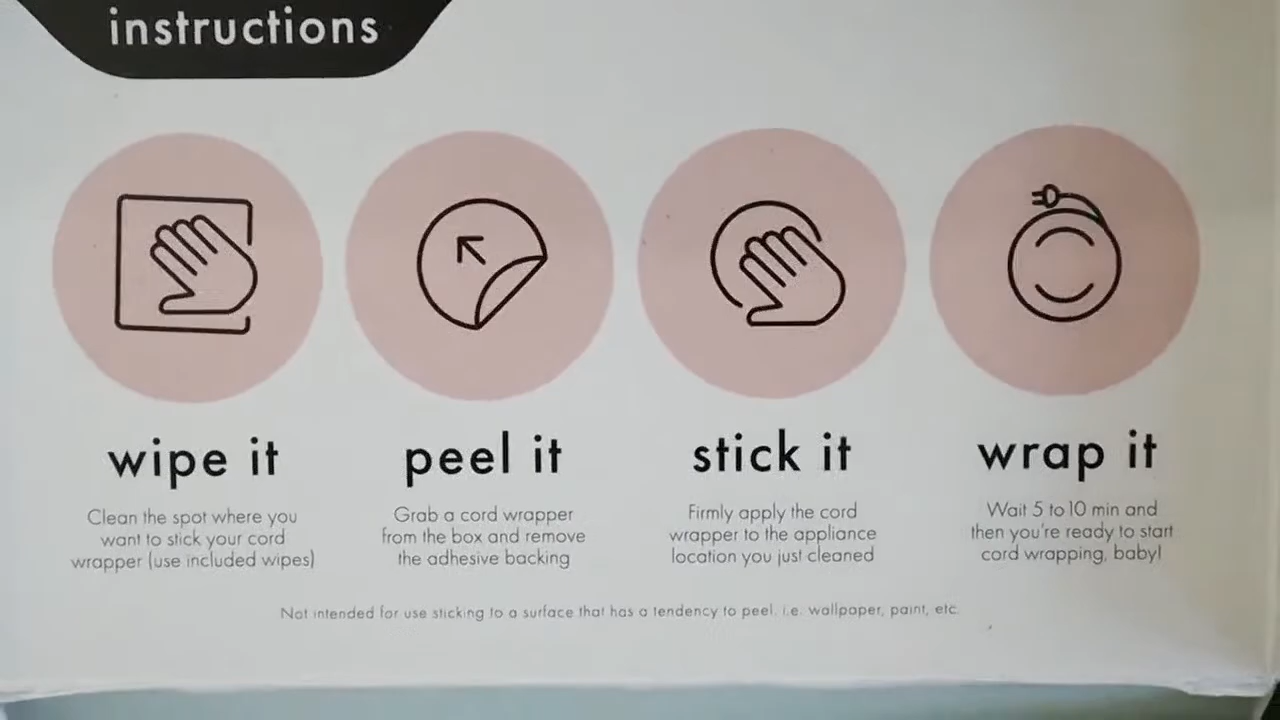 instructions
wipe it
Clean the spot where you
want to stick your cord
wrapper (use included wipes)
peel it
Grab a cord wrapper
from the box and remove
the adhesive backing
stick it
Firmly apply the cord
wrapper to the appliance
location you just cleaned
wrap it
Wait 5 to 10 min and
then you're ready to start
cord wrapping, baby!
Not intended for use sticking to a surface that has a tendency to peel. i.e. wallpaper, paint, etc.